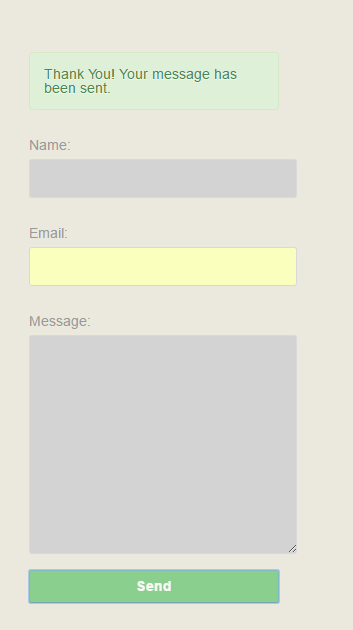 Thank You! Your message has
been sent.
Name:
Email:
Message:
Send